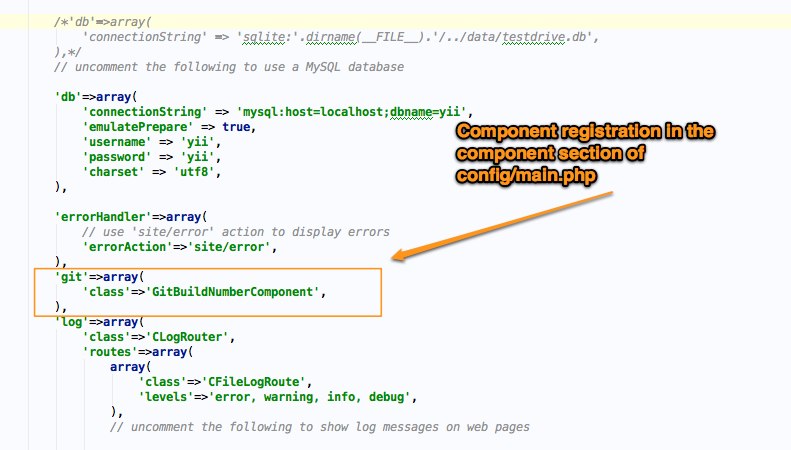 /*'db'=>array(
'connectionString' => 'sqlite:'.dirname(__FILE__).'/../data/testdrive.db',
),*/
// uncomment the following to use a MySQL database
'db'=>array(
'connectionString' => 'mysql:host=localhost;dbname=yii',
'emulatePrepare' => true,
'username' => 'yii',
'password' => 'yii',
'charset' => 'utf8',
),
Component registration in the
component section of
config/main.php
'errorHandler'=>array(
// use 'site/error' action to display errors
'errorAction'=>'site/error',
),
'git'=>array(
'class'=>'GitBuildNumberComponent',
),
'log'=>array(
'class'=>'CLogRouter',
'routes'=>array(
array(
'class'=>'CFileLogRoute',
'levels'=>'error, warning, info, debug',
),
// uncomment the following to show log messages on web pages